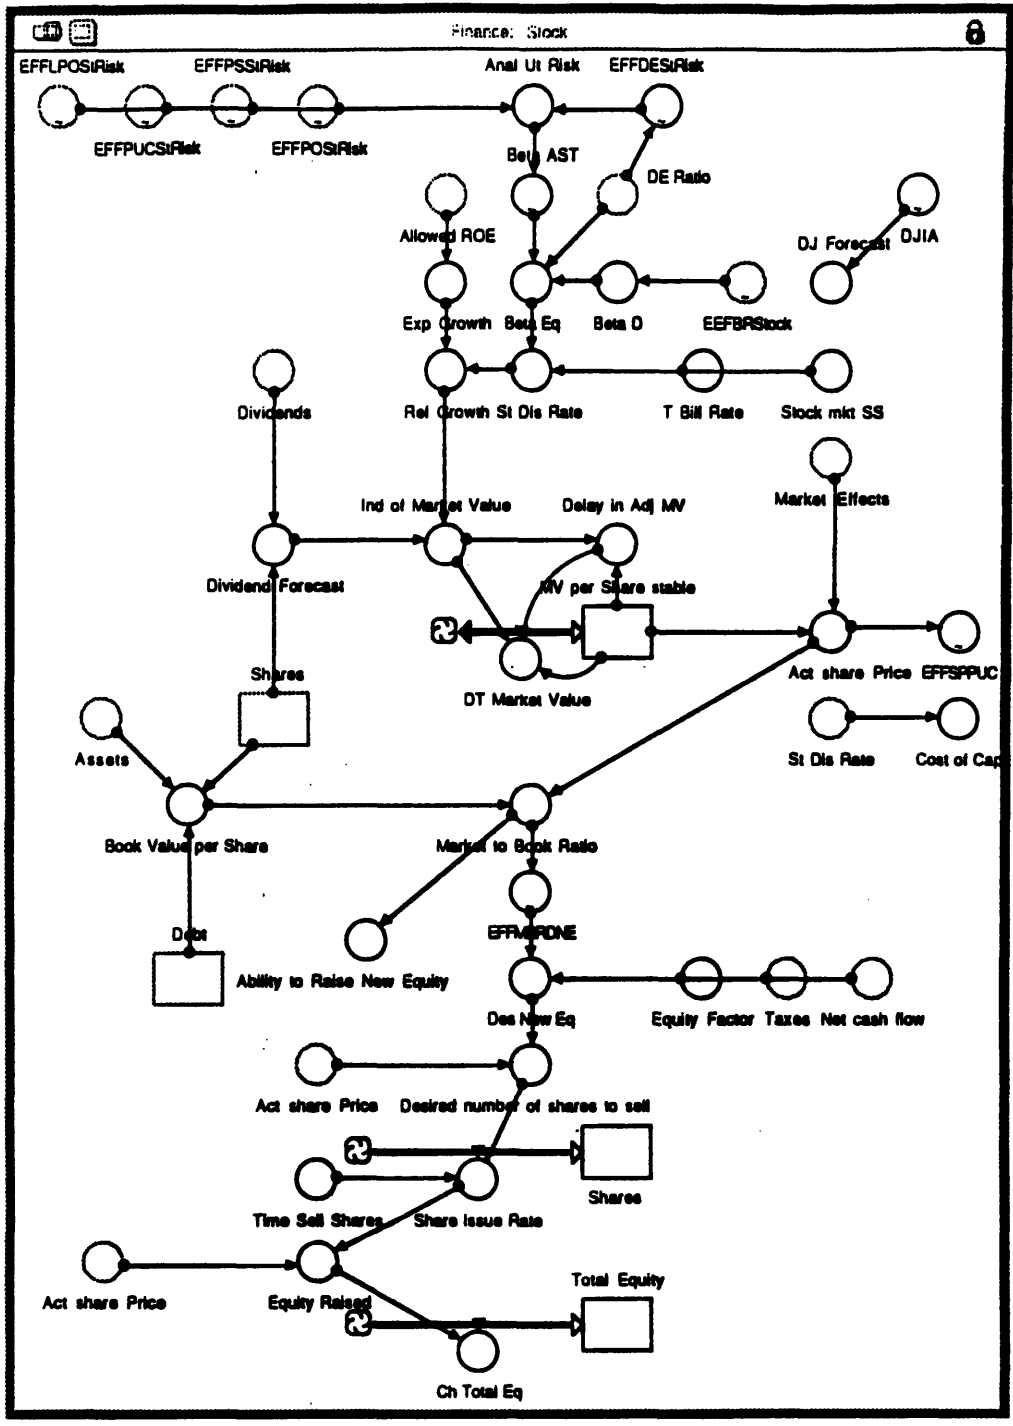 Finance: Stock
EFFLPOStRisk EFFPSStRisk Anal Ut Risk EFFDEStRisk
EFFPUCStRisk EFFPOStRisk
Beta AST
DE Ratio
Allowed ROE DJ Forecast DJIA
Exp Growth Beta Eq Beta D EEFBRStock
Dividends Rel Growth St Dis Rate T Bill Rate Stock mkt SS
Market Effects
Ind of Market Value Delay in Adj MV
Dividend Forecast MV per Share stable
Shares Act share Price EFFSPPUC
DT Market Value
Assets St Dis Rate Cost of Cap
Book Value per Share Market to Book Ratio
Debt EFFMBRDNE
Ability to Raise New Equity
Des New Eq Equity Factor Taxes Net cash flow
Act share Price Desired number of shares to sell
Shares
Time Sell Shares Share Issue Rate
Total Equity
Act share Price Equity Raised
Ch Total Eq